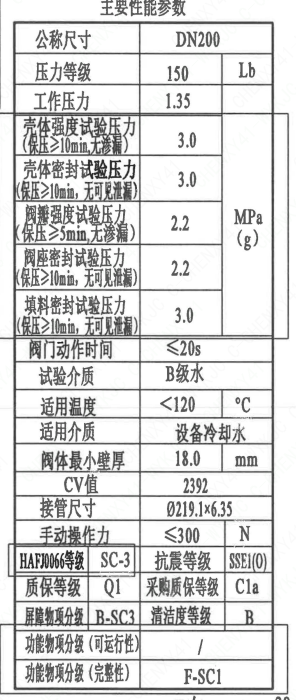 主要性能参数
公称尺寸 DN200
压力等级 150 Lb
工作压力 1.35
壳体强度试验压力
(保压≥10min,无渗漏) 3.0
壳体密封试验压力
(保压≥10min, 无可见泄漏) 3.0
阀瓣强度试验压力
(保压≥5min,无渗漏) 2.2
MPa
(g)
阀座密封试验压力
(保压≥10min, 无可见泄漏) 2.2
填料密封试验压力
(保压≥10min, 无可见泄漏) 3.0
阀门动作时间 ≤20s
试验介质 B级水
适用温度 <120 °C
适用介质 设备冷却水
阀体最小壁厚 18.0 mm
CV值 2392
接管尺寸 Ø219.1×6.35
手动操作力 ≤300 N
HAFJ0066等级 SC-3 抗震等级 SSE1(O)
质保等级 Q1 采购质保等级 C1a
屏障物项分级 B-SC3 清洁度等级 B
功能物项分级 (可运行性) /
功能物项分级 (完整性) F-SC1